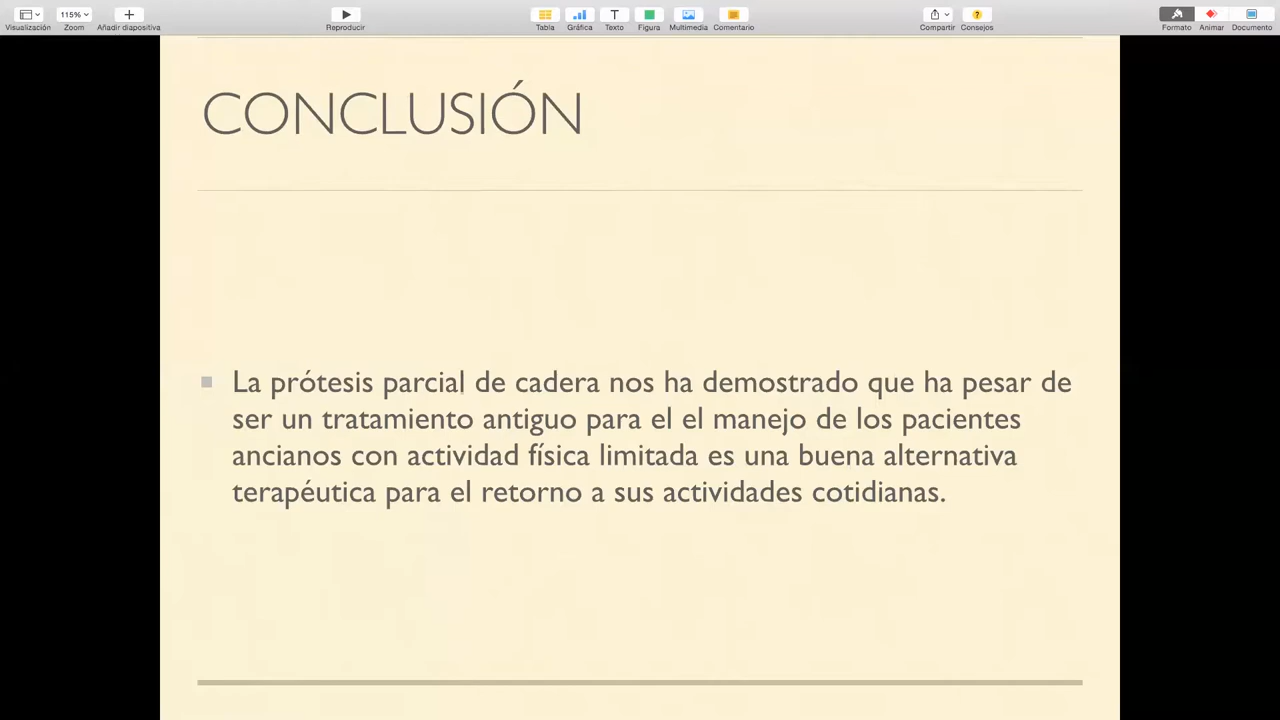 115%
Visualización Zoom Añadir diapositiva Reproducir Tabla Gráfica Texto Figura Multimedia Comentario Compartir Consejos Formato Animar Documento
CONCLUSIÓN
La prótesis parcial de cadera nos ha demostrado que ha pesar de
ser un tratamiento antiguo para el el manejo de los pacientes
ancianos con actividad física limitada es una buena alternativa
terapéutica para el retorno a sus actividades cotidianas.